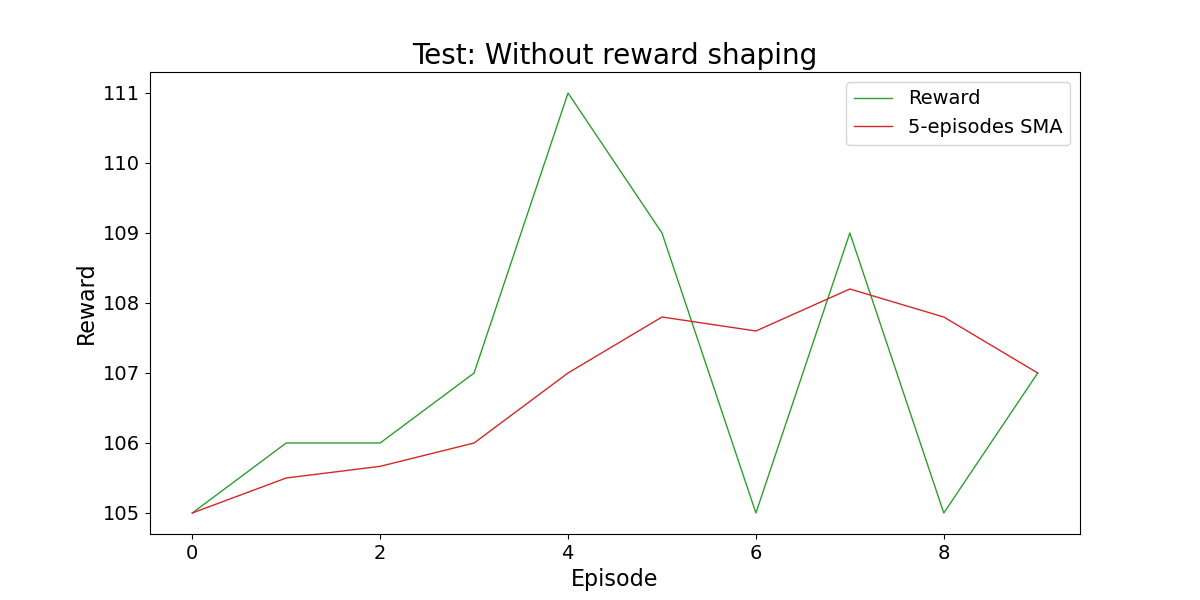 Test: Without reward shaping
Reward
5-episodes SMA
111
110
109
108
107
106
105
Reward
0 2 4 6 8
Episode